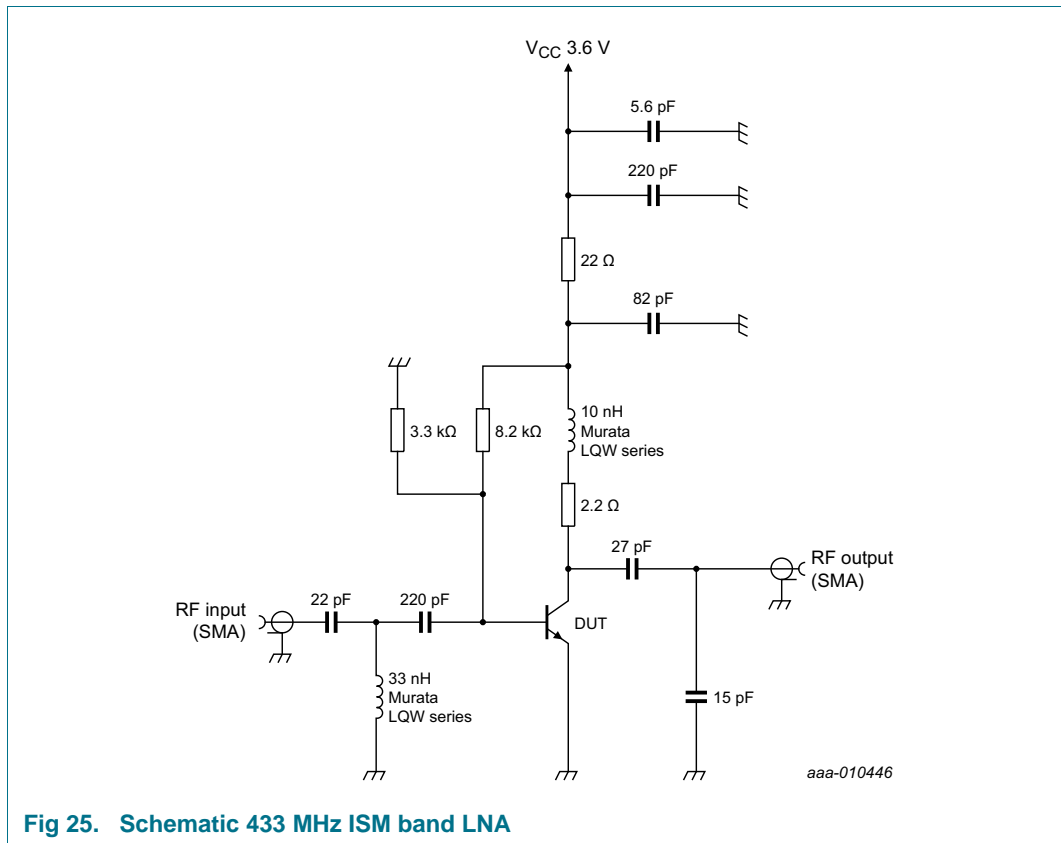 VCC 3.6 V
5.6 pF
220 pF
22 Ω
82 pF
3.3 kΩ
8.2 kΩ
10 nH
Murata
LQW series
2.2 Ω
27 pF
RF output
(SMA)
RF input
(SMA)
22 pF
220 pF
DUT
33 nH
Murata
LQW series
15 pF
aaa-010446
Fig 25. Schematic 433 MHz ISM band LNA